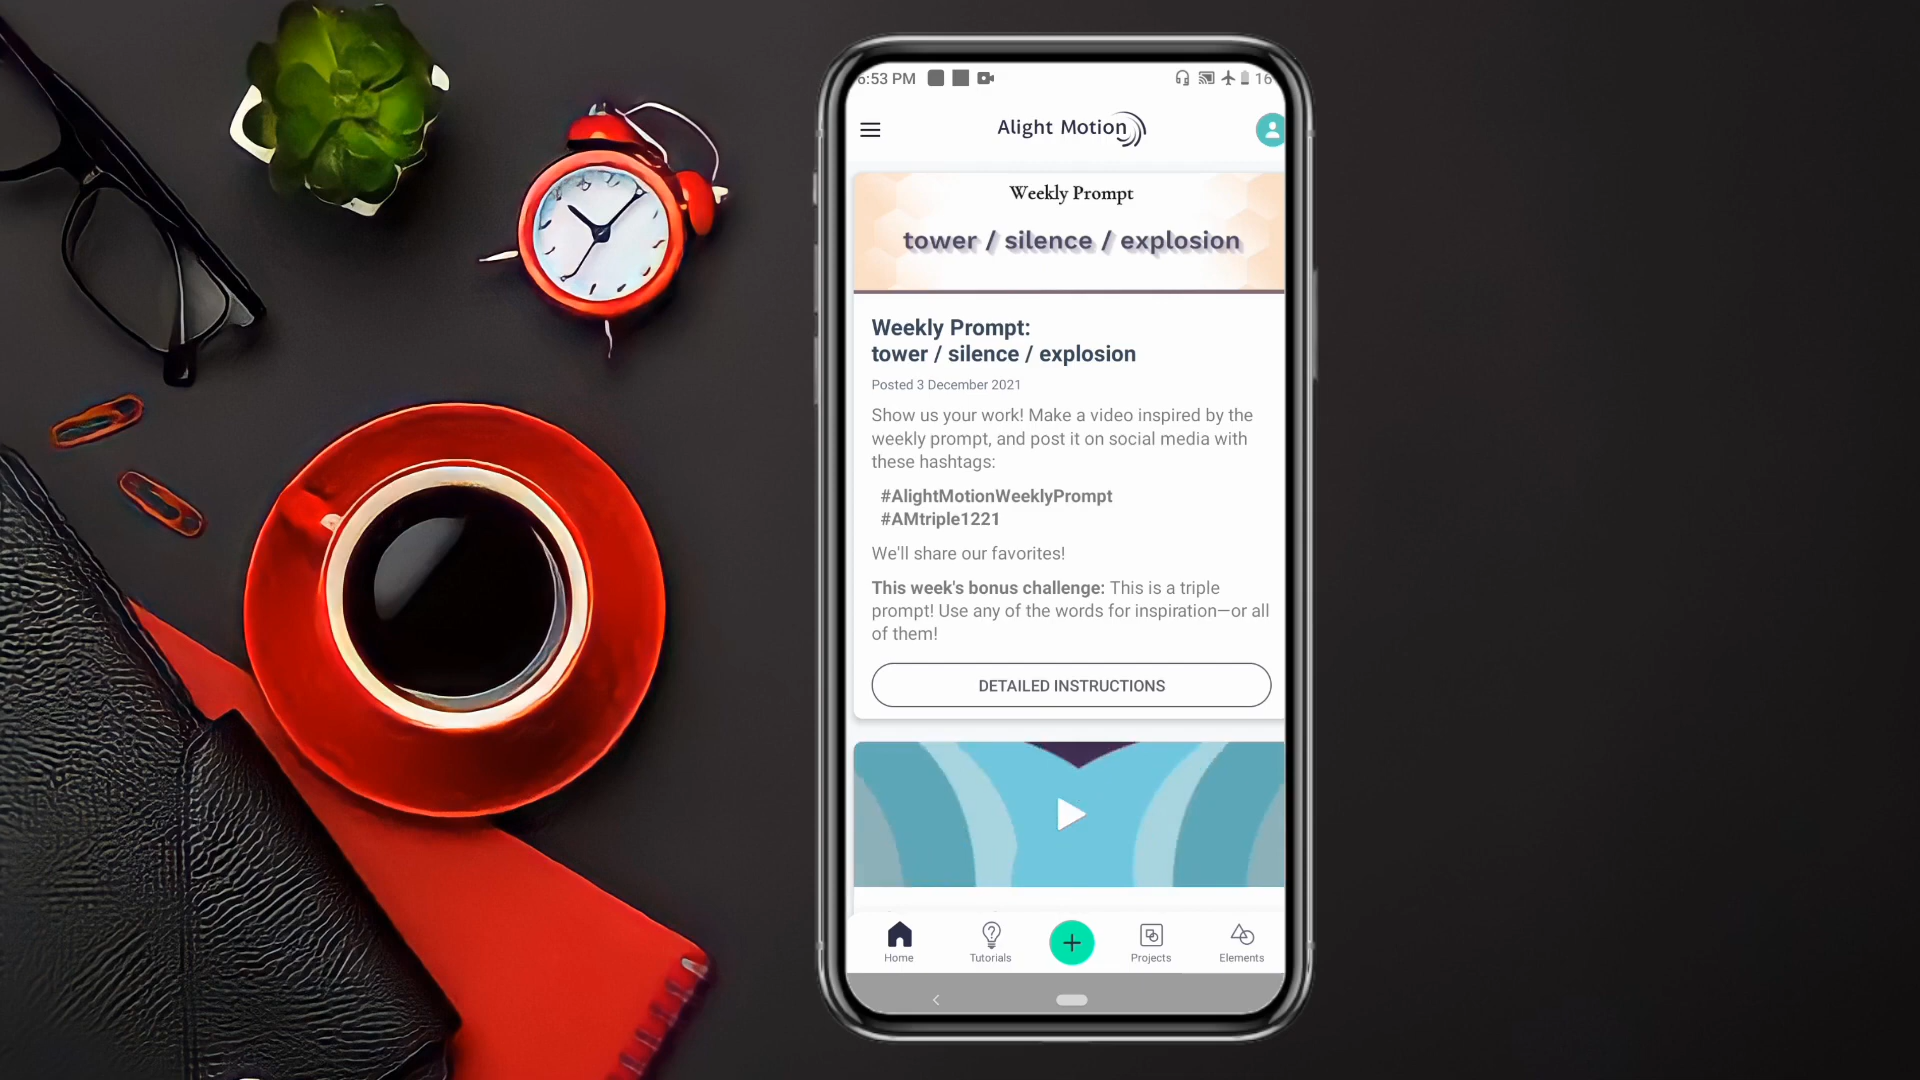 6:53 PM
16
Alight Motion
Weekly Prompt
tower / silence / explosion
Weekly Prompt:
tower / silence / explosion
Posted 3 December 2021
Show us your work! Make a video inspired by the
weekly prompt, and post it on social media with
these hashtags:
#AlightMotionWeeklyPrompt
#AMtriple1221
We'll share our favorites!
This week's bonus challenge: This is a triple
prompt! Use any of the words for inspiration—or all
of them!
DETAILED INSTRUCTIONS
Home
Tutorials
Projects
Elements